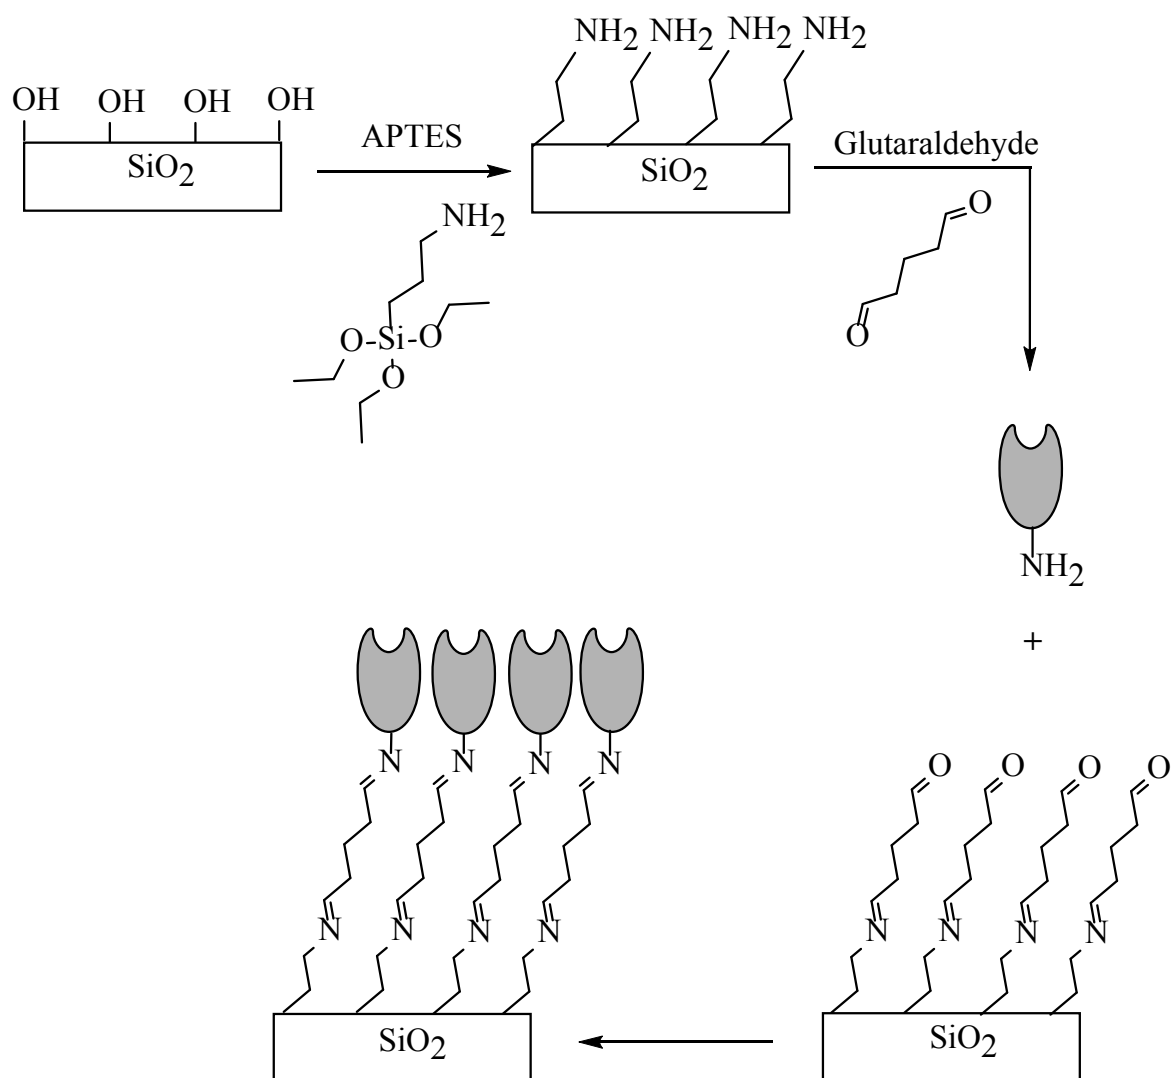 OH OH OH OH
SiO2
APTES
NH2
O Si O
O
NH2 NH2 NH2 NH2
SiO2
Glutaraldehyde
O
O
NH2
+
O O O O
N N N N
SiO2
N N N N
N N N N
SiO2